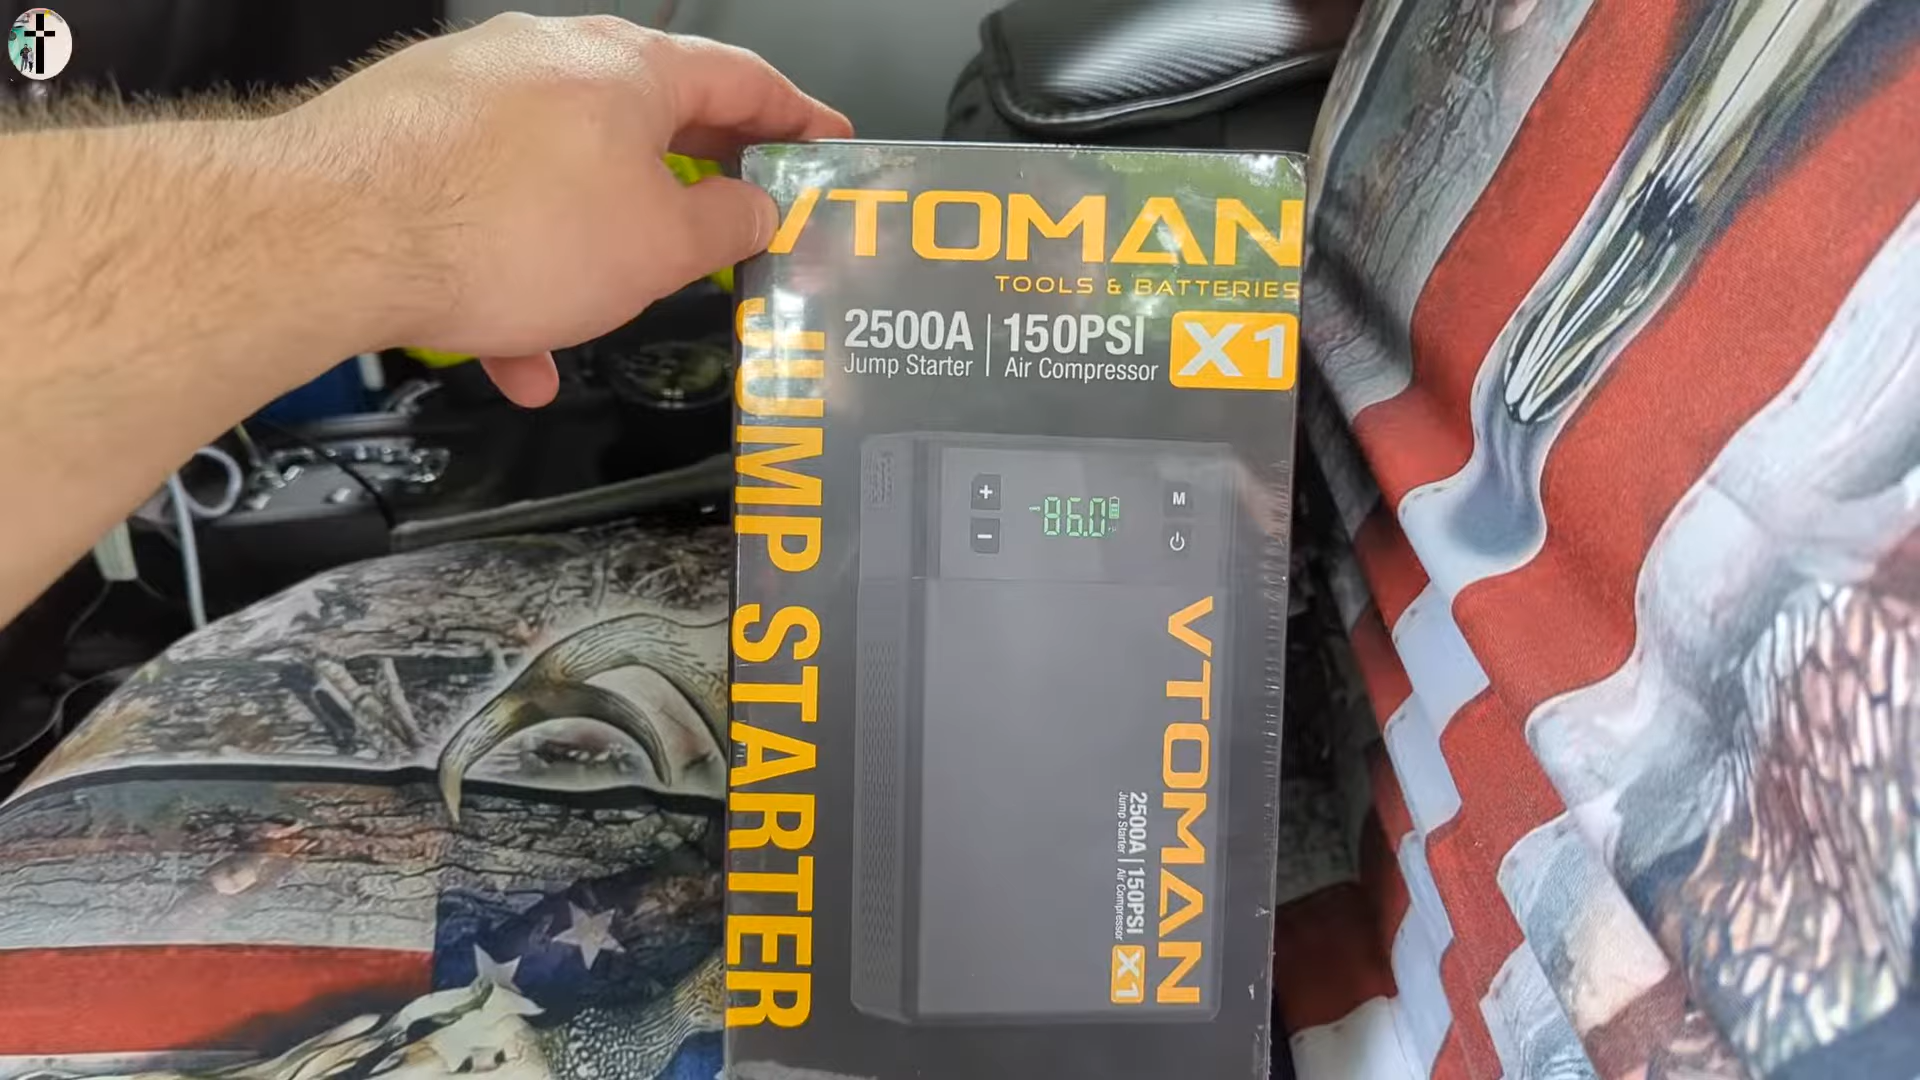 VTOMAN
TOOLS & BATTERIES
2500A | 150PSI X1
Jump Starter | Air Compressor
JUMP STARTER
+
-
-86.0
M
VTOMAN
2500A | 150PSI X1
Jump Starter | Air Compressor